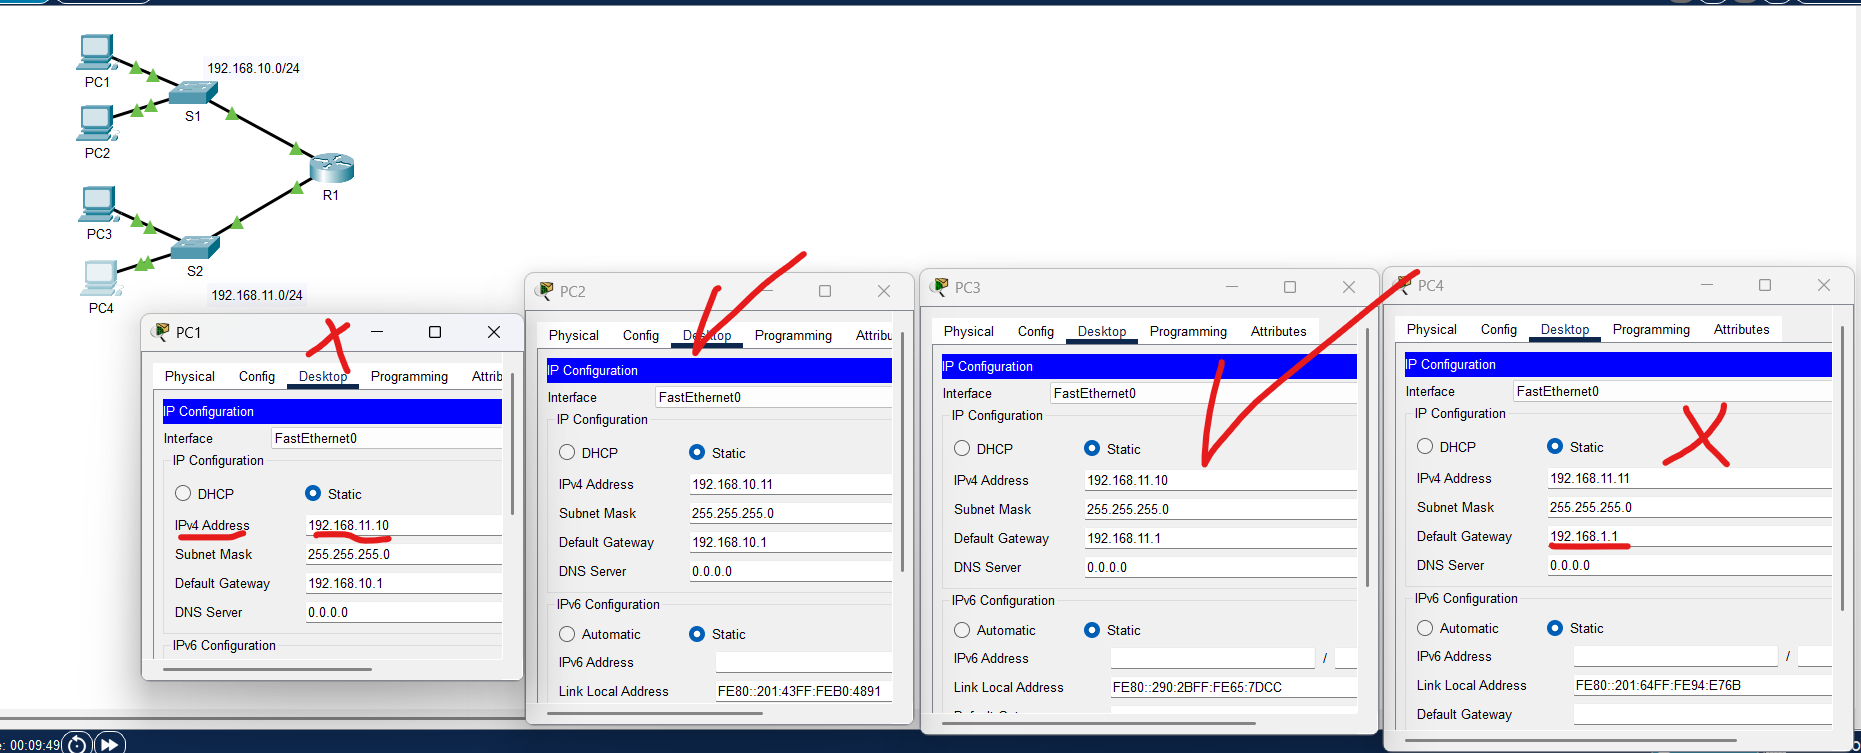 PC1
192.168.10.0/24
S1
PC2
R1
PC3
S2
192.168.11.0/24
PC4
PC1
Physical Config Desktop Programming Attrib
IP Configuration
Interface FastEthernet0
IP Configuration
DHCP Static
IPv4 Address 192.168.11.10
Subnet Mask 255.255.255.0
Default Gateway 192.168.10.1
DNS Server 0.0.0.0
IPv6 Configuration
PC2
Physical Config Desktop Programming Attribu
IP Configuration
Interface FastEthernet0
IP Configuration
DHCP Static
IPv4 Address 192.168.10.11
Subnet Mask 255.255.255.0
Default Gateway 192.168.10.1
DNS Server 0.0.0.0
IPv6 Configuration
Automatic Static
IPv6 Address
Link Local Address FE80::201:43FF:FEB0:4891
PC3
Physical Config Desktop Programming Attributes
IP Configuration
Interface FastEthernet0
IP Configuration
DHCP Static
IPv4 Address 192.168.11.10
Subnet Mask 255.255.255.0
Default Gateway 192.168.11.1
DNS Server 0.0.0.0
IPv6 Configuration
Automatic Static
IPv6 Address /
Link Local Address FE80::290:2BFF:FE65:7DCC
PC4
Physical Config Desktop Programming Attributes
IP Configuration
Interface FastEthernet0
IP Configuration
DHCP Static
IPv4 Address 192.168.11.11
Subnet Mask 255.255.255.0
Default Gateway 192.168.1.1
DNS Server 0.0.0.0
IPv6 Configuration
Automatic Static
IPv6 Address /
Link Local Address FE80::201:64FF:FE94:E76B
Default Gateway
: 00:09:49